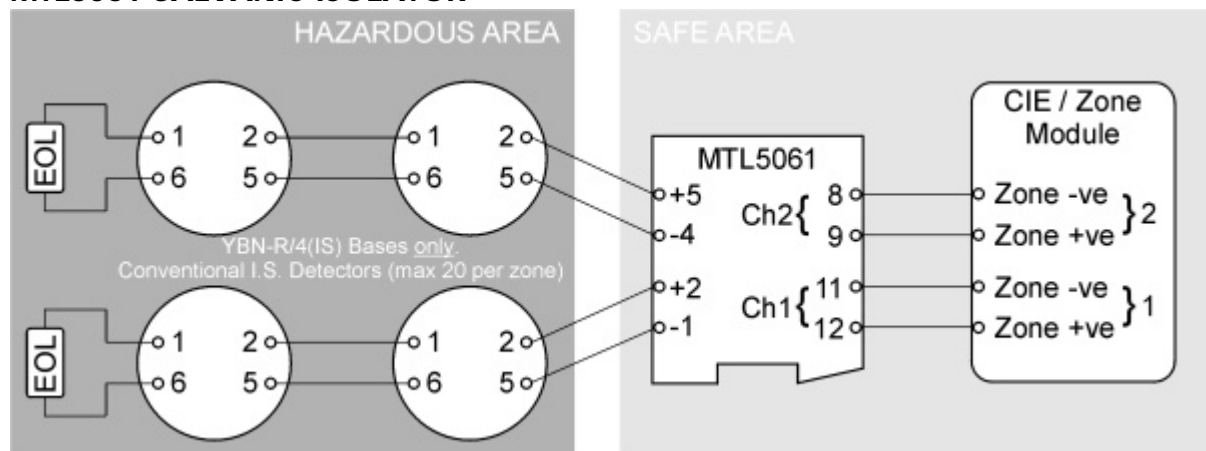 MTL5061 GALVANIC ISOLATOR
HAZARDOUS AREA
SAFE AREA
EOL
1 2
6 5
1 2
6 5
YBN-R/4(IS) Bases only.
Conventional I.S. Detectors (max 20 per zone)
EOL
1 2
6 5
1 2
6 5
MTL5061
+5
-4
+2
-1
Ch2{ 8
9
Ch1{ 11
12
CIE / Zone
Module
Zone -ve
Zone +ve
}2
Zone -ve
Zone +ve
}1